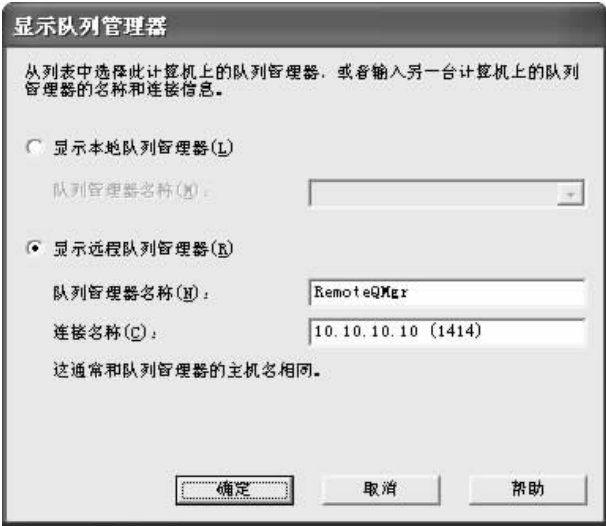 显示队列管理器
从列表中选择此计算机上的队列管理器，或者输入另一台计算机上的队列
管理器的名称和连接信息。
显示本地队列管理器(L)
队列管理器名称(M)：
显示远程队列管理器(R)
队列管理器名称(N)：
RemoteQMgr
连接名称(C)：
10.10.10.10 (1414)
这通常和队列管理器的主机名相同。
确定
取消
帮助